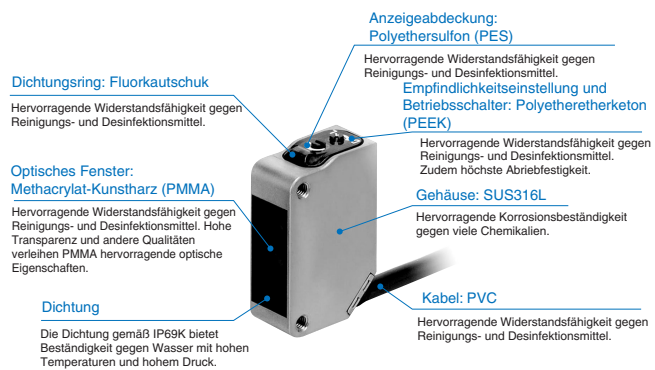 Anzeigeabdeckung:
Polyethersulfon (PES)
Hervorragende Widerstandsfähigkeit gegen
Reinigungs- und Desinfektionsmittel.
Dichtungsring: Fluorkautschuk
Hervorragende Widerstandsfähigkeit gegen
Reinigungs- und Desinfektionsmittel.
Empfindlichkeitseinstellung und
Betriebsschalter: Polyetheretherketon
(PEEK)
Hervorragende Widerstandsfähigkeit gegen
Reinigungs- und Desinfektionsmittel.
Zudem höchste Abriebfestigkeit.
Optisches Fenster:
Methacrylat-Kunstharz (PMMA)
Hervorragende Widerstandsfähigkeit gegen
Reinigungs- und Desinfektionsmittel. Hohe
Transparenz und andere Qualitäten
verleihen PMMA hervorragende optische
Eigenschaften.
Gehäuse: SUS316L
Hervorragende Korrosionsbeständigkeit
gegen viele Chemikalien.
Dichtung
Die Dichtung gemäß IP69K bietet
Beständigkeit gegen Wasser mit hohen
Temperaturen und hohem Druck.
Kabel: PVC
Hervorragende Widerstandsfähigkeit gegen
Reinigungs- und Desinfektionsmittel.